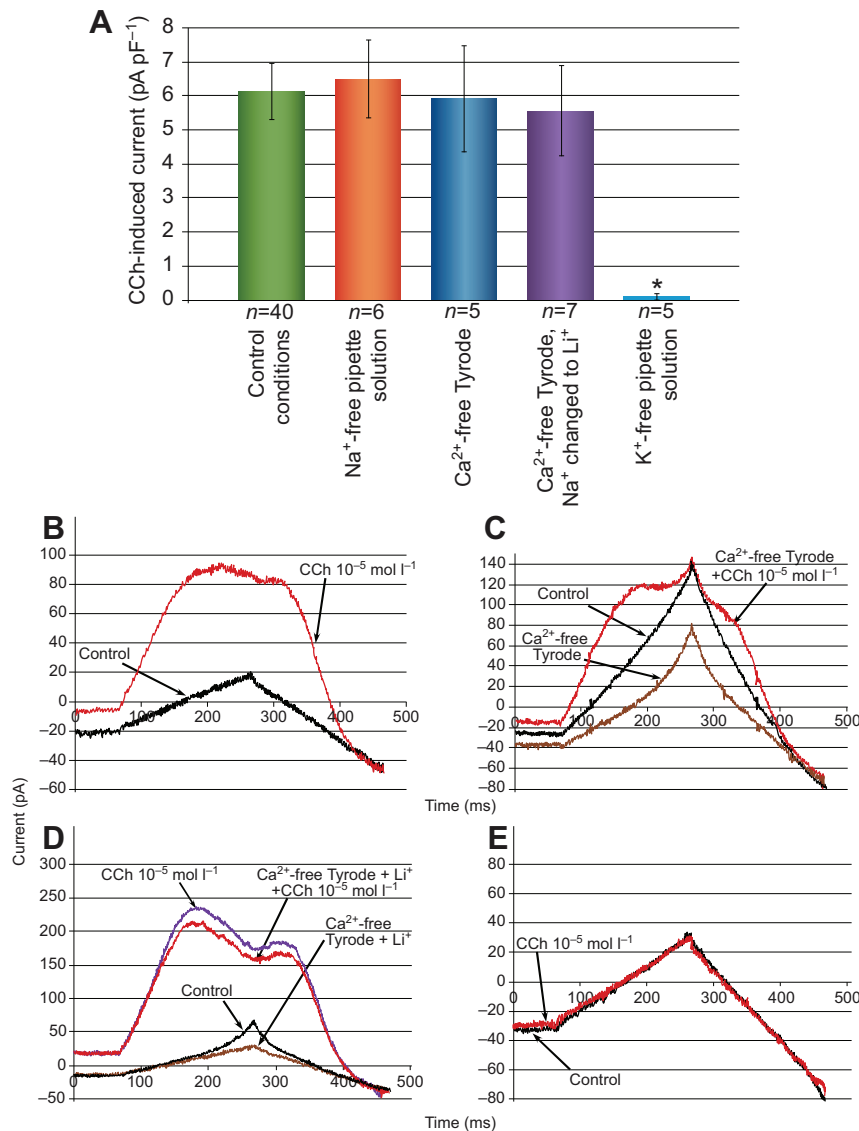 A
CCh-induced current (pA pF⁻¹)
8
7
6
5
4
3
2
1
0
*
n=40
n=6
n=5
n=7
n=5
Control
conditions
Na⁺-free pipette
solution
Ca²⁺-free Tyrode
Ca²⁺-free Tyrode,
Na⁺ changed to Li⁺
K⁺-free pipette
solution
B
100
80
60
40
20
0
−20
−40
−60
0
100
200
300
400
500
CCh 10⁻⁵ mol l⁻¹
Control
C
140
120
100
80
60
40
20
0
−20
−40
−60
−80
0
100
200
300
400
500
Ca²⁺-free Tyrode
+CCh 10⁻⁵ mol l⁻¹
Control
Ca²⁺-free
Tyrode
Time (ms)
Current (pA)
D
300
250
200
150
100
50
0
−50
0
100
200
300
400
500
CCh 10⁻⁵ mol l⁻¹
Ca²⁺-free Tyrode + Li⁺
+CCh 10⁻⁵ mol l⁻¹
Ca²⁺-free
Tyrode + Li⁺
Control
E
80
60
40
20
0
−20
−40
−60
−80
0
100
200
300
400
500
CCh 10⁻⁵ mol l⁻¹
Control
Time (ms)